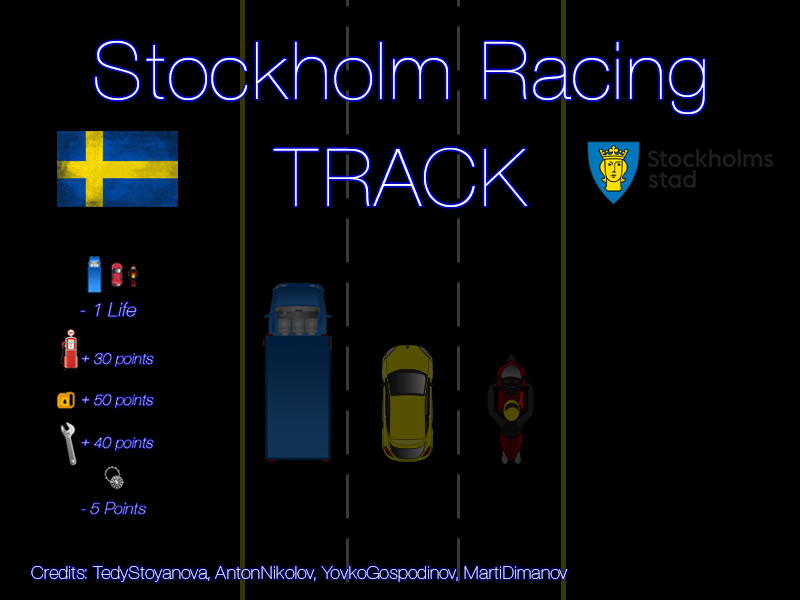 Stockholm Racing
TRACK
Stockholms
stad
- 1 Life
+ 30 points
+ 50 points
+ 40 points
- 5 Points
Credits: TedyStoyanova, AntonNikolov, YovkoGospodinov, MartiDimanov